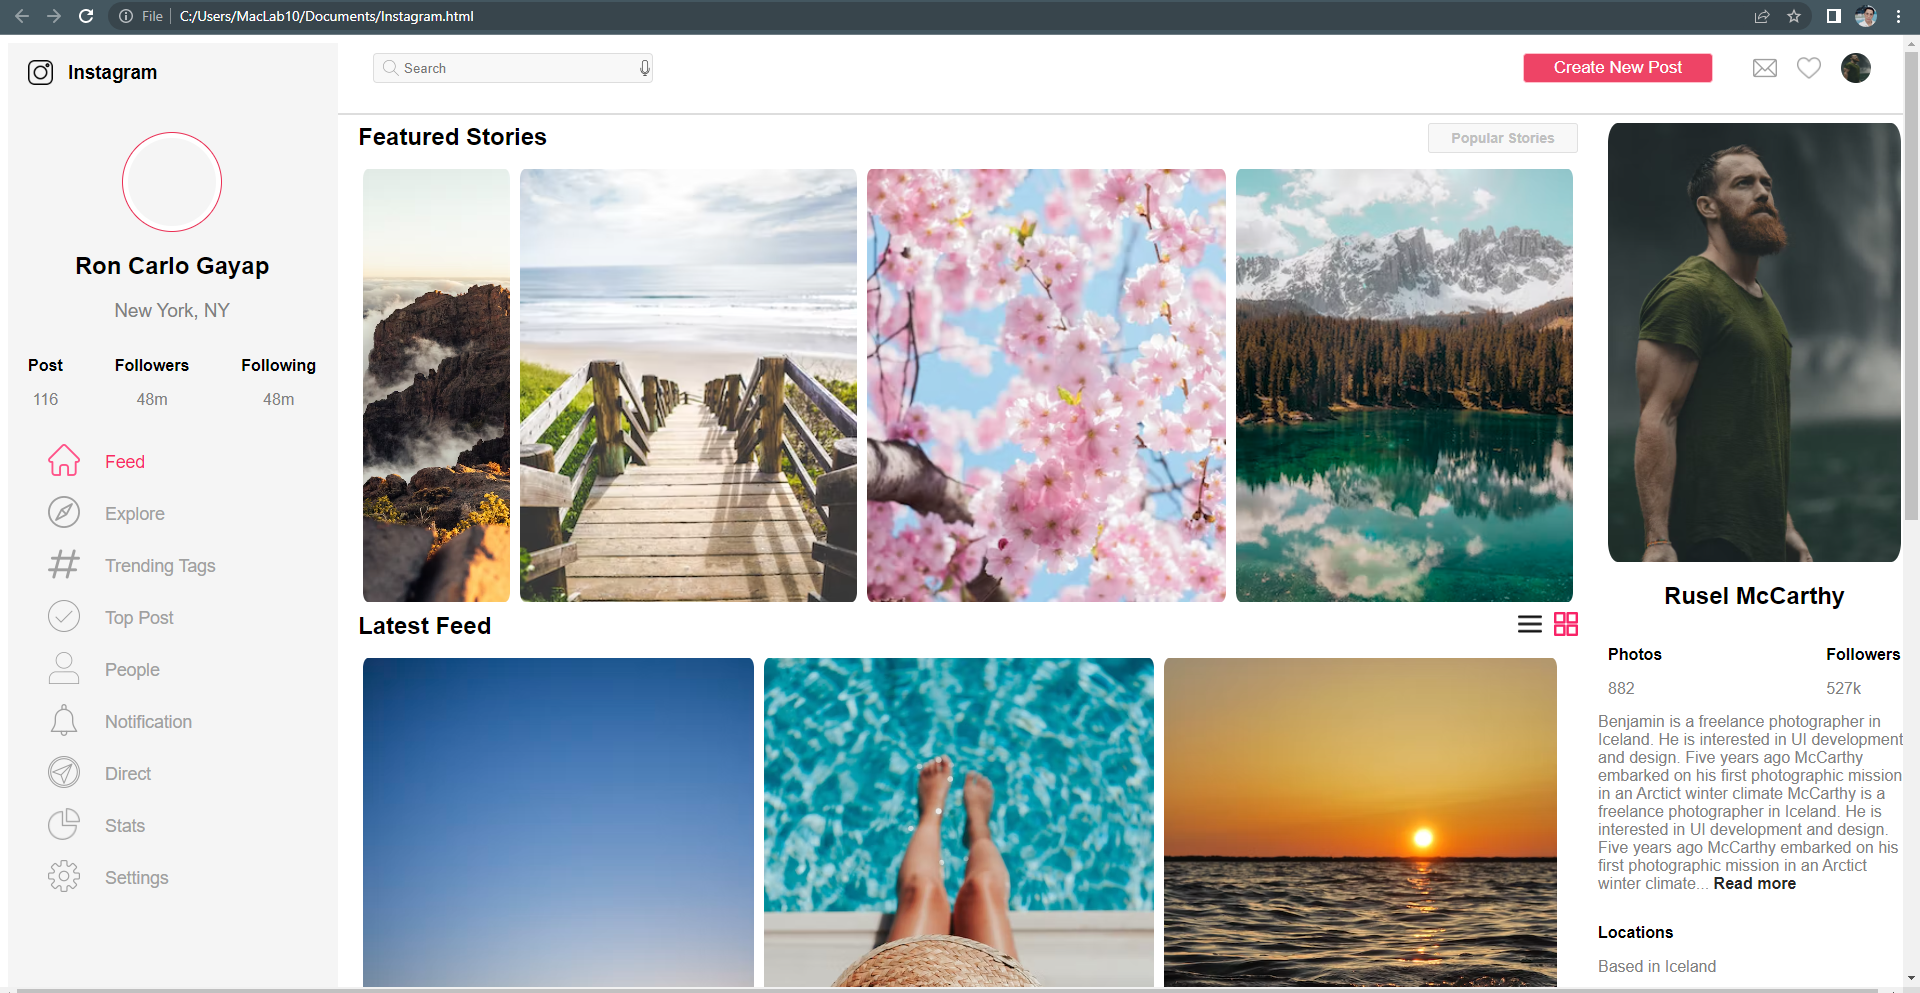 File
C:/Users/MacLab10/Documents/Instagram.html
Instagram
Search
Create New Post
Ron Carlo Gayap
New York, NY
Post Followers Following
116 48m 48m
Feed
Explore
Trending Tags
Top Post
People
Notification
Direct
Stats
Settings
Featured Stories
Popular Stories
Latest Feed
Rusel McCarthy
Photos Followers
882 527k
Benjamin is a freelance photographer in
Iceland. He is interested in UI development
and design. Five years ago McCarthy
embarked on his first photographic mission
in an Arctict winter climate McCarthy is a
freelance photographer in Iceland. He is
interested in UI development and design.
Five years ago McCarthy embarked on his
first photographic mission in an Arctict
winter climate... Read more
Locations
Based in Iceland